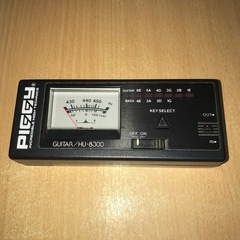 PIGGY
430 440 450
GUITAR 6E 5A 4D 3G 2B 1E
BASS 4E 3A 2D 1G
KEY SELECT
OFF ON
OUT
IN
GUITAR/HU-8300